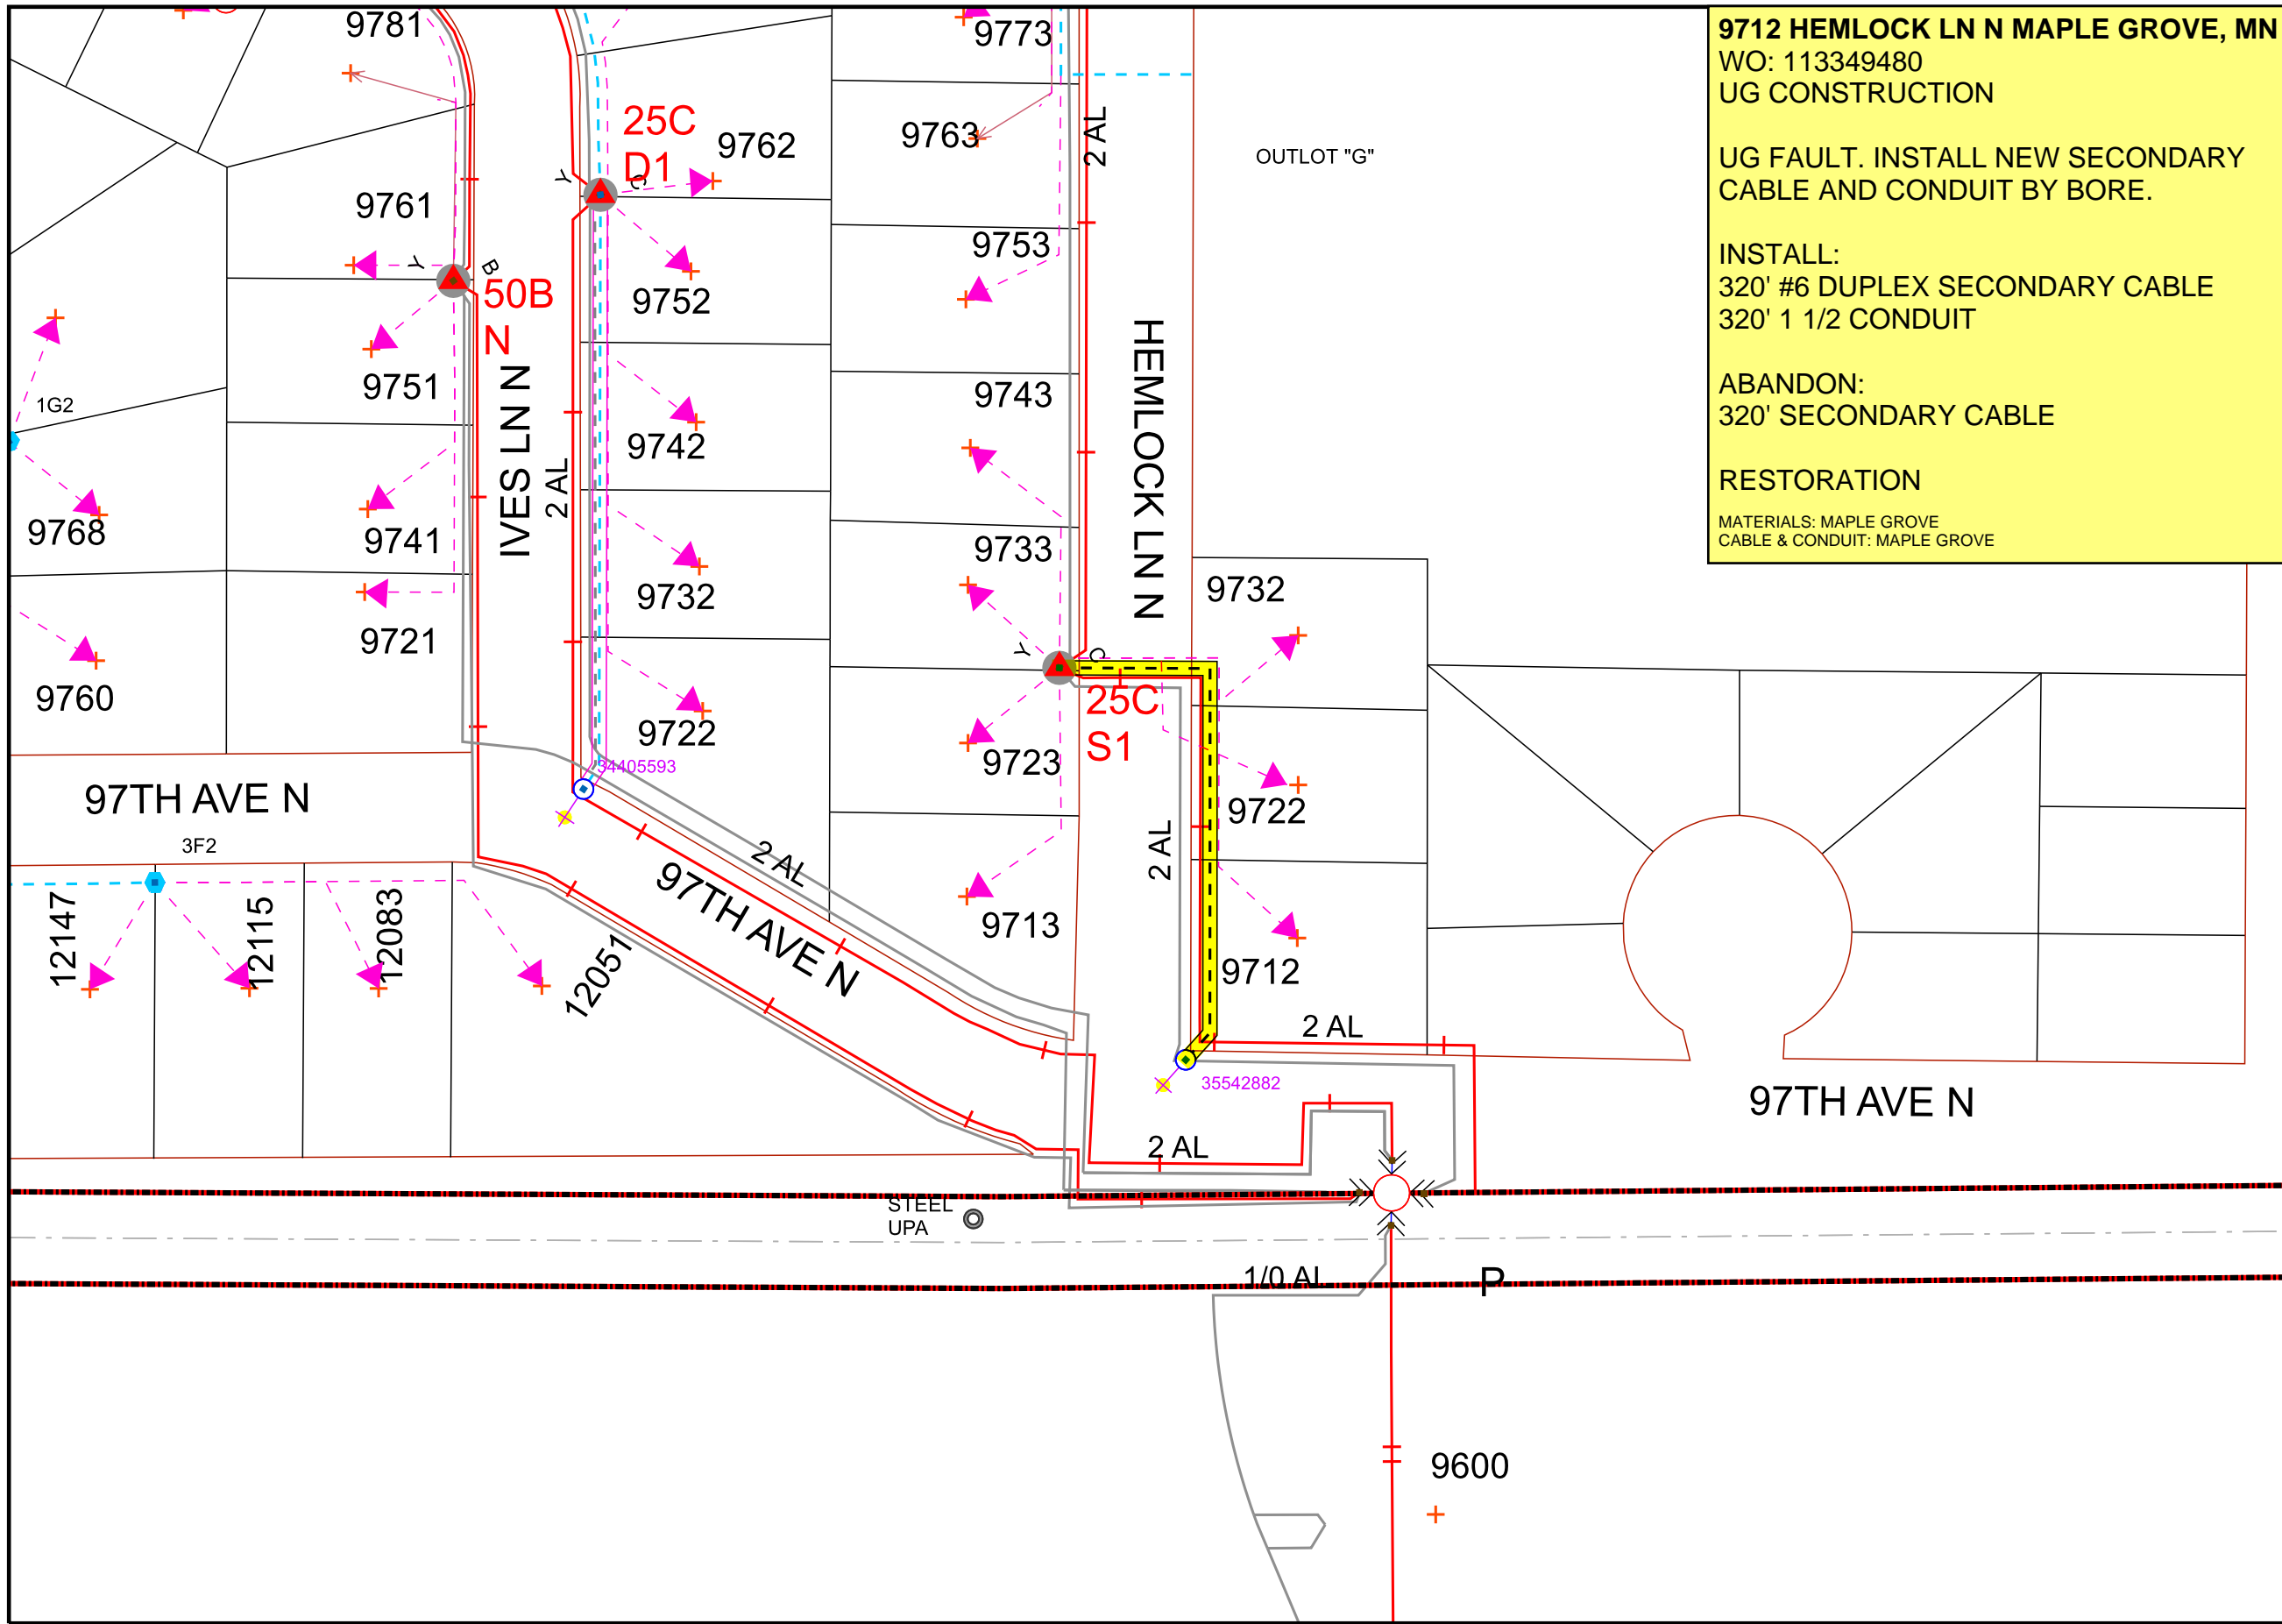 9712 HEMLOCK LN N MAPLE GROVE, MN
WO: 113349480
UG CONSTRUCTION
UG FAULT. INSTALL NEW SECONDARY
CABLE AND CONDUIT BY BORE.
INSTALL:
320' #6 DUPLEX SECONDARY CABLE
320' 1 1/2 CONDUIT
ABANDON:
320' SECONDARY CABLE
RESTORATION
MATERIALS: MAPLE GROVE
CABLE & CONDUIT: MAPLE GROVE
9781
9773
25C
D1
9762
9763
2 AL
OUTLOT "G"
Y
C
9761
9753
Y
B
50B
N
9752
HEMLOCK LN N
9751
IVES LN N
9743
1G2
9742
2 AL
9768
9741
9733
9732
9732
9721
Y
C
9760
25C
S1
9722
9723
34405593
97TH AVE N
9722
3F2
2 AL
2 AL
97TH AVE N
12147
12115
12083
12051
9713
9712
2 AL
35542882
97TH AVE N
2 AL
STEEL
UPA
1/0 AL
P
9600